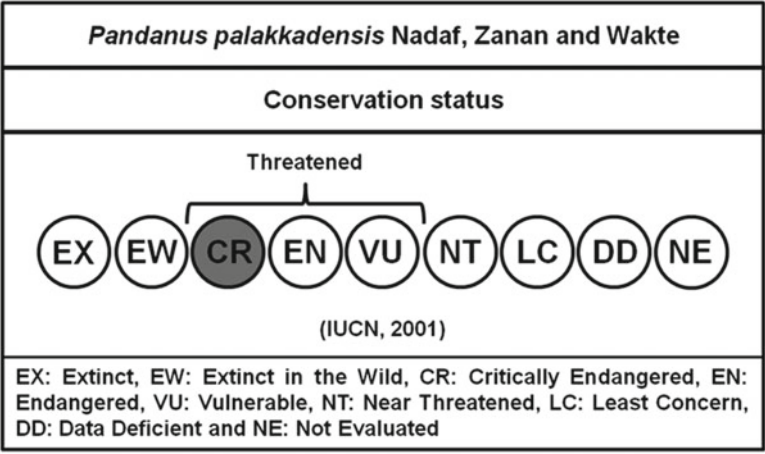 Pandanus palakkadensis Nadaf, Zanan and Wakte
Conservation status
Threatened
EX EW CR EN VU NT LC DD NE
(IUCN, 2001)
EX: Extinct, EW: Extinct in the Wild, CR: Critically Endangered, EN:
Endangered, VU: Vulnerable, NT: Near Threatened, LC: Least Concern,
DD: Data Deficient and NE: Not Evaluated